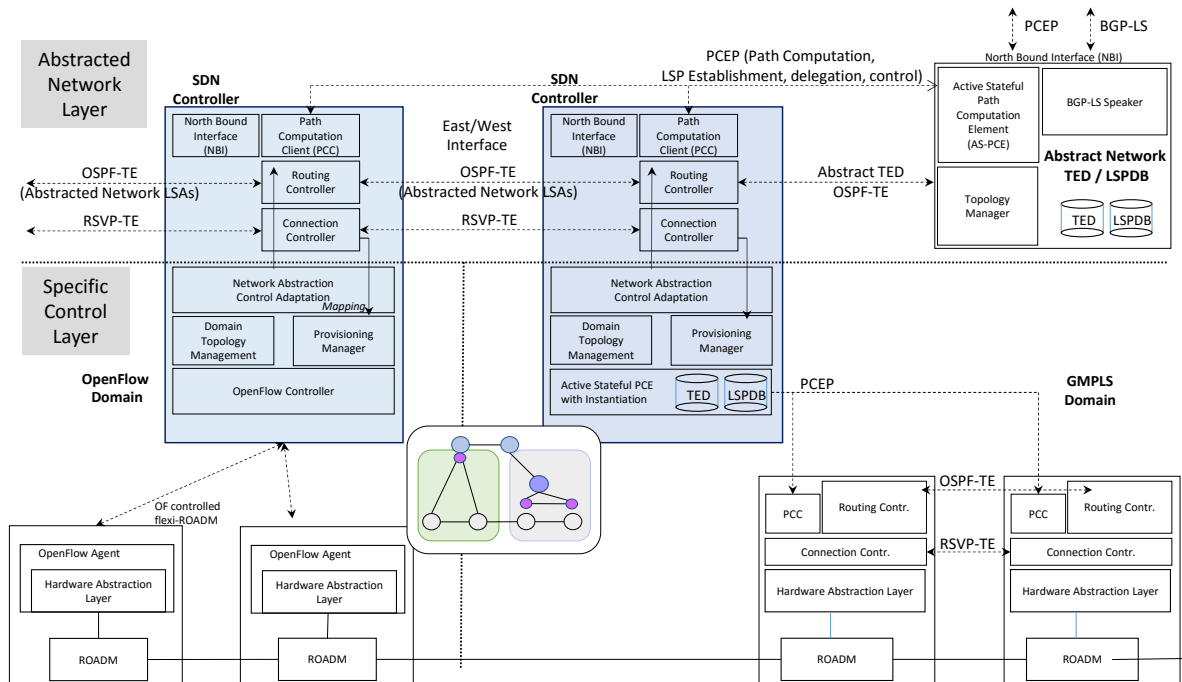 PCEP
BGP-LS
North Bound Interface (NBI)
Abstracted
Network
Layer
SDN
Controller
SDN
Controller
PCEP (Path Computation,
LSP Establishment, delegation, control)
Active Stateful
Path
Computation
Element
(AS-PCE)
BGP-LS Speaker
North Bound
Interface
(NBI)
Path
Computation
Client (PCC)
East/West
Interface
North Bound
Interface
(NBI)
Path
Computation
Client (PCC)
Abstract Network
TED / LSPDB
OSPF-TE
(Abstracted Network LSAs)
Routing
Controller
OSPF-TE
(Abstracted Network LSAs)
Routing
Controller
Abstract TED
OSPF-TE
Topology
Manager
TED
LSPDB
RSVP-TE
Connection
Controller
RSVP-TE
Connection
Controller
Specific
Control
Layer
Network Abstraction
Control Adaptation
Mapping
Network Abstraction
Control Adaptation
Domain
Topology
Management
Provisioning
Manager
Domain
Topology
Management
Provisioning
Manager
OpenFlow
Domain
OpenFlow Controller
Active Stateful PCE
with Instantiation
TED
LSPDB
PCEP
GMPLS
Domain
OF controlled
flexi-ROADM
OSPF-TE
PCC
Routing Contr.
PCC
Routing Contr.
RSVP-TE
OpenFlow Agent
OpenFlow Agent
Connection Contr.
Connection Contr.
Hardware Abstraction
Layer
Hardware Abstraction
Layer
Hardware Abstraction Layer
Hardware Abstraction Layer
ROADM
ROADM
ROADM
ROADM